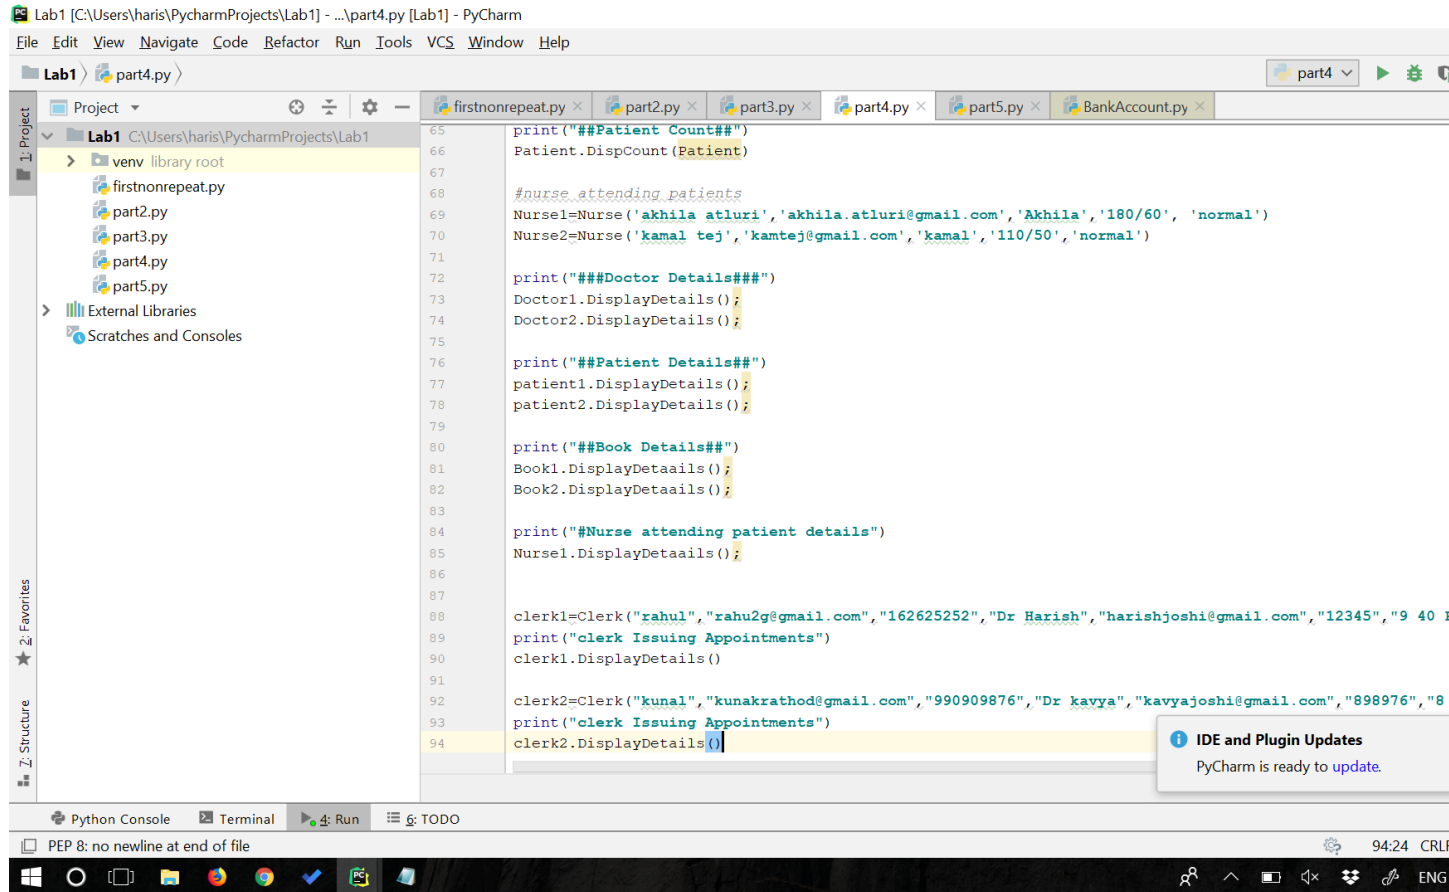 Lab1 [C:\Users\haris\PycharmProjects\Lab1] - ...\part4.py [Lab1] - PyCharm
File Edit View Navigate Code Refactor Run Tools VCS Window Help
Lab1 part4.py
part4
Project
firstnonrepeat.py part2.py part3.py part4.py part5.py BankAccount.py
1: Project
2: Favorites
7: Structure
Lab1 C:\Users\haris\PycharmProjects\Lab1
venv library root
firstnonrepeat.py
part2.py
part3.py
part4.py
part5.py
External Libraries
Scratches and Consoles
65 print("##Patient Count##")
66 Patient.DispCount(Patient)
67
68 #nurse attending patients
69 Nurse1=Nurse('akhila atluri','akhila.atluri@gmail.com','Akhila','180/60', 'normal')
70 Nurse2=Nurse('kamal tej','kamtej@gmail.com','kamal','110/50','normal')
71
72 print("###Doctor Details###")
73 Doctor1.DisplayDetails();
74 Doctor2.DisplayDetails();
75
76 print("##Patient Details##")
77 patient1.DisplayDetails();
78 patient2.DisplayDetails();
79
80 print("##Book Details##")
81 Book1.DisplayDetaails();
82 Book2.DisplayDetaails();
83
84 print("#Nurse attending patient details")
85 Nurse1.DisplayDetaails();
86
87
88 clerk1=Clerk("rahul","rahu2g@gmail.com","162625252","Dr Harish","harishjoshi@gmail.com","12345","9 40
89 print("clerk Issuing Appointments")
90 clerk1.DisplayDetails()
91
92 clerk2=Clerk("kunal","kunakrathod@gmail.com","990909876","Dr kavya","kavyajoshi@gmail.com","898976","8
93 print("clerk Issuing Appointments")
94 clerk2.DisplayDetails()
IDE and Plugin Updates
PyCharm is ready to update.
Python Console Terminal 4: Run 6: TODO
PEP 8: no newline at end of file
94:24 CRLF
ENG